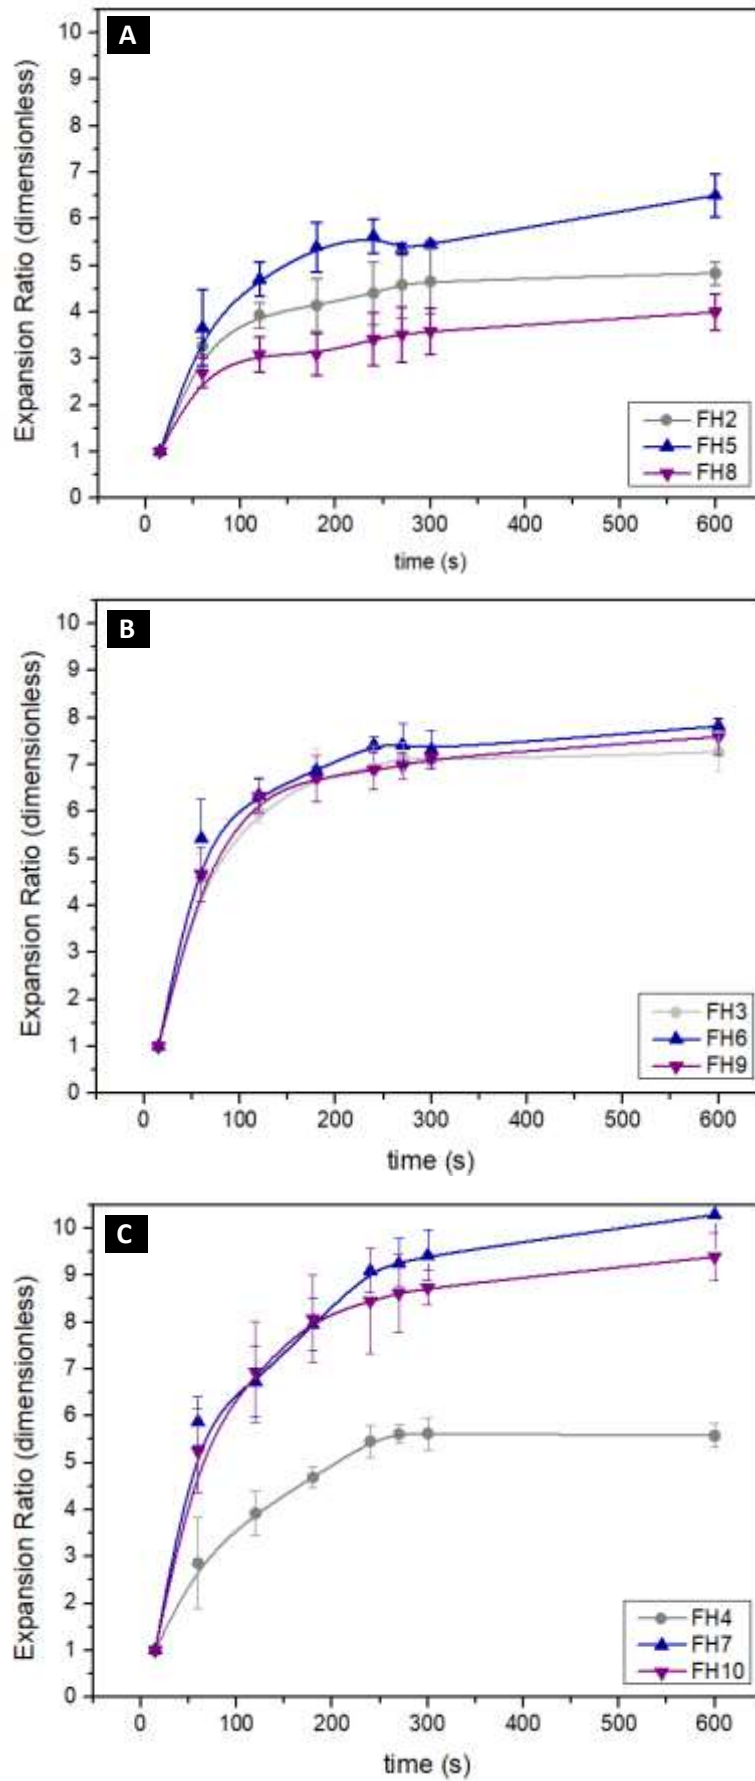 A
Expansion Ratio (dimensionless)
10
9
8
7
6
5
4
3
2
1
0
FH2
FH5
FH8
0 100 200 300 400 500 600
time (s)
B
Expansion Ratio (dimensionless)
10
9
8
7
6
5
4
3
2
1
0
FH3
FH6
FH9
0 100 200 300 400 500 600
time (s)
C
Expansion Ratio (dimensionless)
10
9
8
7
6
5
4
3
2
1
0
FH4
FH7
FH10
0 100 200 300 400 500 600
time (s)